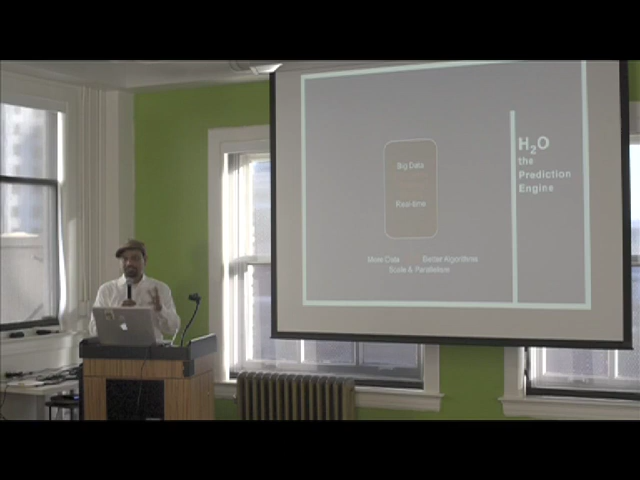 Big Data
Real-time
More Data Better Algorithms
Scale & Parallelism
H2O
the
Prediction
Engine